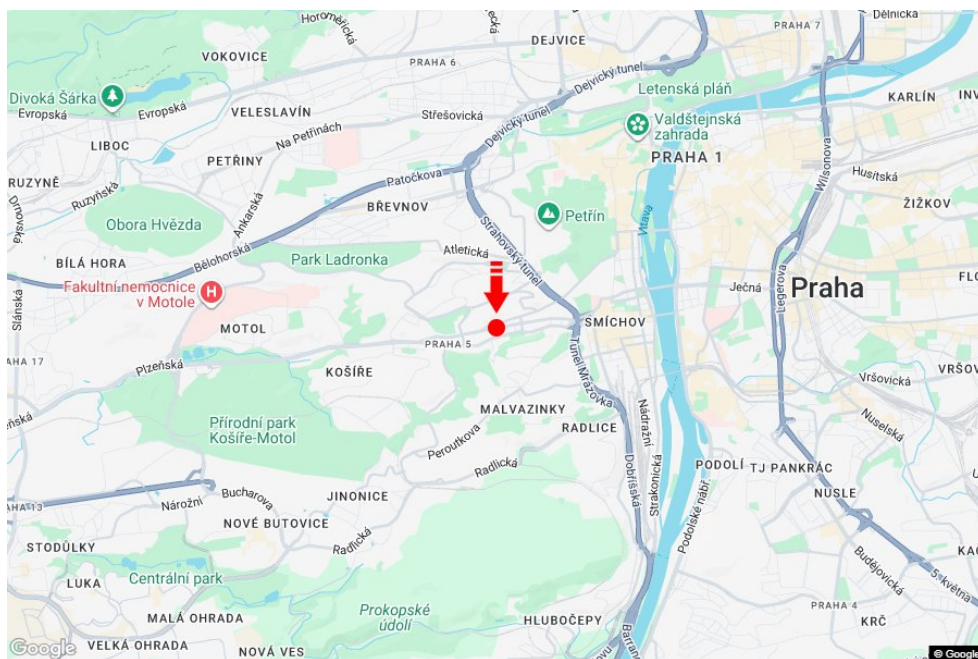 Horoměřická
DEJVICE
PRAHA 7
Dělnická
VOKOVICE
PRAHA 6
Dejvický tunel
Divoká Šárka
Evropská
Evropská
VELESLAVÍN
Střešovická
Letenská pláň
KARLÍN
LIBOC
Na Petřinách
Dejvický tunel
Valdštejnská
zahrada
PETŘINY
PRAHA 1
RUZYNĚ
Ruzyňská
Patočkova
Wilsonova
Husitská
Drnovská
Ankarská
BŘEVNOV
Petřín
Vltava
ŽIŽKOV
Obora Hvězda
Strahovský tunel
Atletická
BÍLÁ HORA
Bělohorská
Park Ladronka
Slánská
Fakultní nemocnice
v Motole
Ječná
Legerova
Praha
MOTOL
SMÍCHOV
PRAHA 5
PRAHA 17
Plzeňská
Tunel Mrázovka
KOŠÍŘE
Vršovická
MALVAZINKY
Přírodní park
Košíře-Motol
RADLICE
Nádražní
Nuselská
Peroutkova
Radlická
Dobříšská
Strakonická
PODOLÍ
TJ PANKRÁC
Nárožní
Bucharova
JINONICE
NUSLE
NOVÉ BUTOVICE
Radlická
Podolské nábř.
STODŮLKY
Budějovická
5. května
Centrální park
LUKA
MALÁ OHRADA
Prokopské
údolí
HLUBOČEPY
PRAHA 4
KRČ
VELKÁ OHRADA
NOVÁ VES
Google
© Google